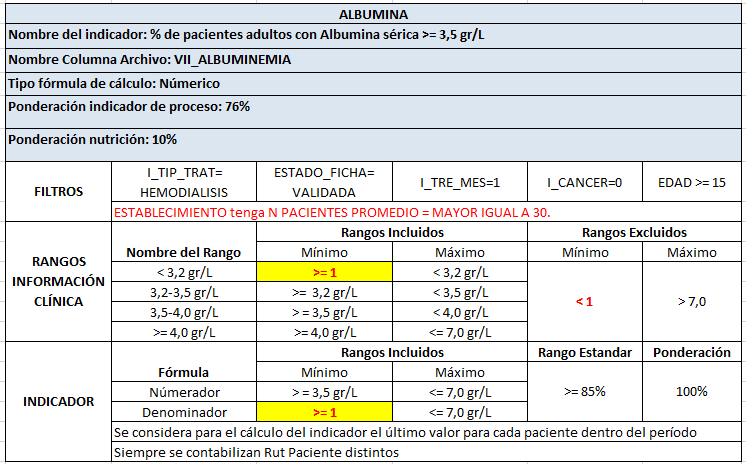 ALBUMINA
Nombre del indicador: % de pacientes adultos con Albumina sérica >= 3,5 gr/L
Nombre Columna Archivo: VII_ALBUMINEMIA
Tipo fórmula de cálculo: Númerico
Ponderación indicador de proceso: 76%
Ponderación nutrición: 10%
FILTROS
I_TIP_TRAT=
HEMODIALISIS
ESTADO_FICHA=
VALIDADA
I_TRE_MES=1
I_CANCER=0
EDAD >= 15
ESTABLECIMIENTO tenga N PACIENTES PROMEDIO = MAYOR IGUAL A 30.
RANGOS
INFORMACIÓN
CLÍNICA
Nombre del Rango
Rangos Incluidos
Rangos Excluidos
Mínimo
Máximo
Mínimo
Máximo
< 3,2 gr/L
>= 1
< 3,2 gr/L
3,2-3,5 gr/L
>= 3,2 gr/L
< 3,5 gr/L
3,5-4,0 gr/L
> = 3,5 gr/L
< 4,0 gr/L
>= 4,0 gr/L
>= 4,0 gr/L
<= 7,0 gr/L
< 1
> 7,0
INDICADOR
Fórmula
Rangos Incluidos
Rango Estandar
Ponderación
Mínimo
Máximo
Númerador
> = 3,5 gr/L
<= 7,0 gr/L
Denominador
>= 1
<= 7,0 gr/L
>= 85%
100%
Se considera para el cálculo del indicador el último valor para cada paciente dentro del período
Siempre se contabilizan Rut Paciente distintos